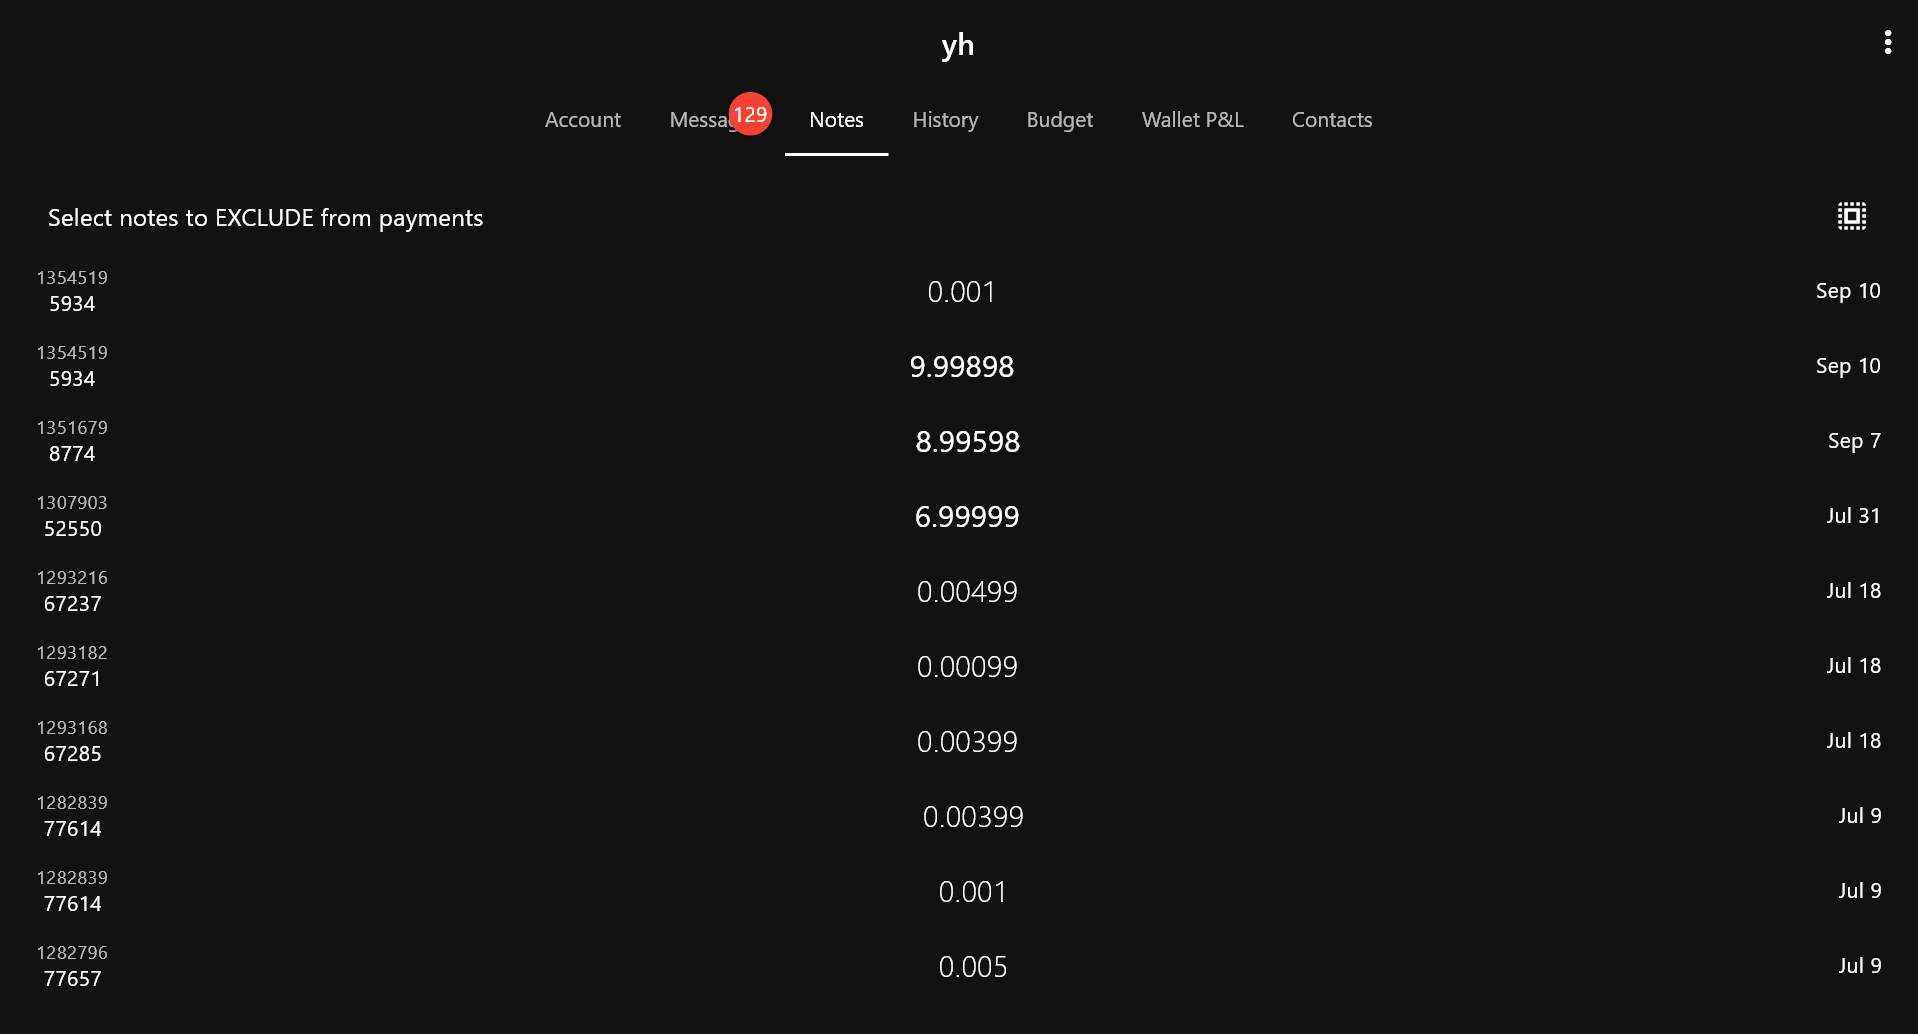 yh
Account Messag 129 Notes History Budget Wallet P&L Contacts
Select notes to EXCLUDE from payments
1354519
5934 0.001 Sep 10
1354519
5934 9.99898 Sep 10
1351679
8774 8.99598 Sep 7
1307903
52550 6.99999 Jul 31
1293216
67237 0.00499 Jul 18
1293182
67271 0.00099 Jul 18
1293168
67285 0.00399 Jul 18
1282839
77614 0.00399 Jul 9
1282839
77614 0.001 Jul 9
1282796
77657 0.005 Jul 9